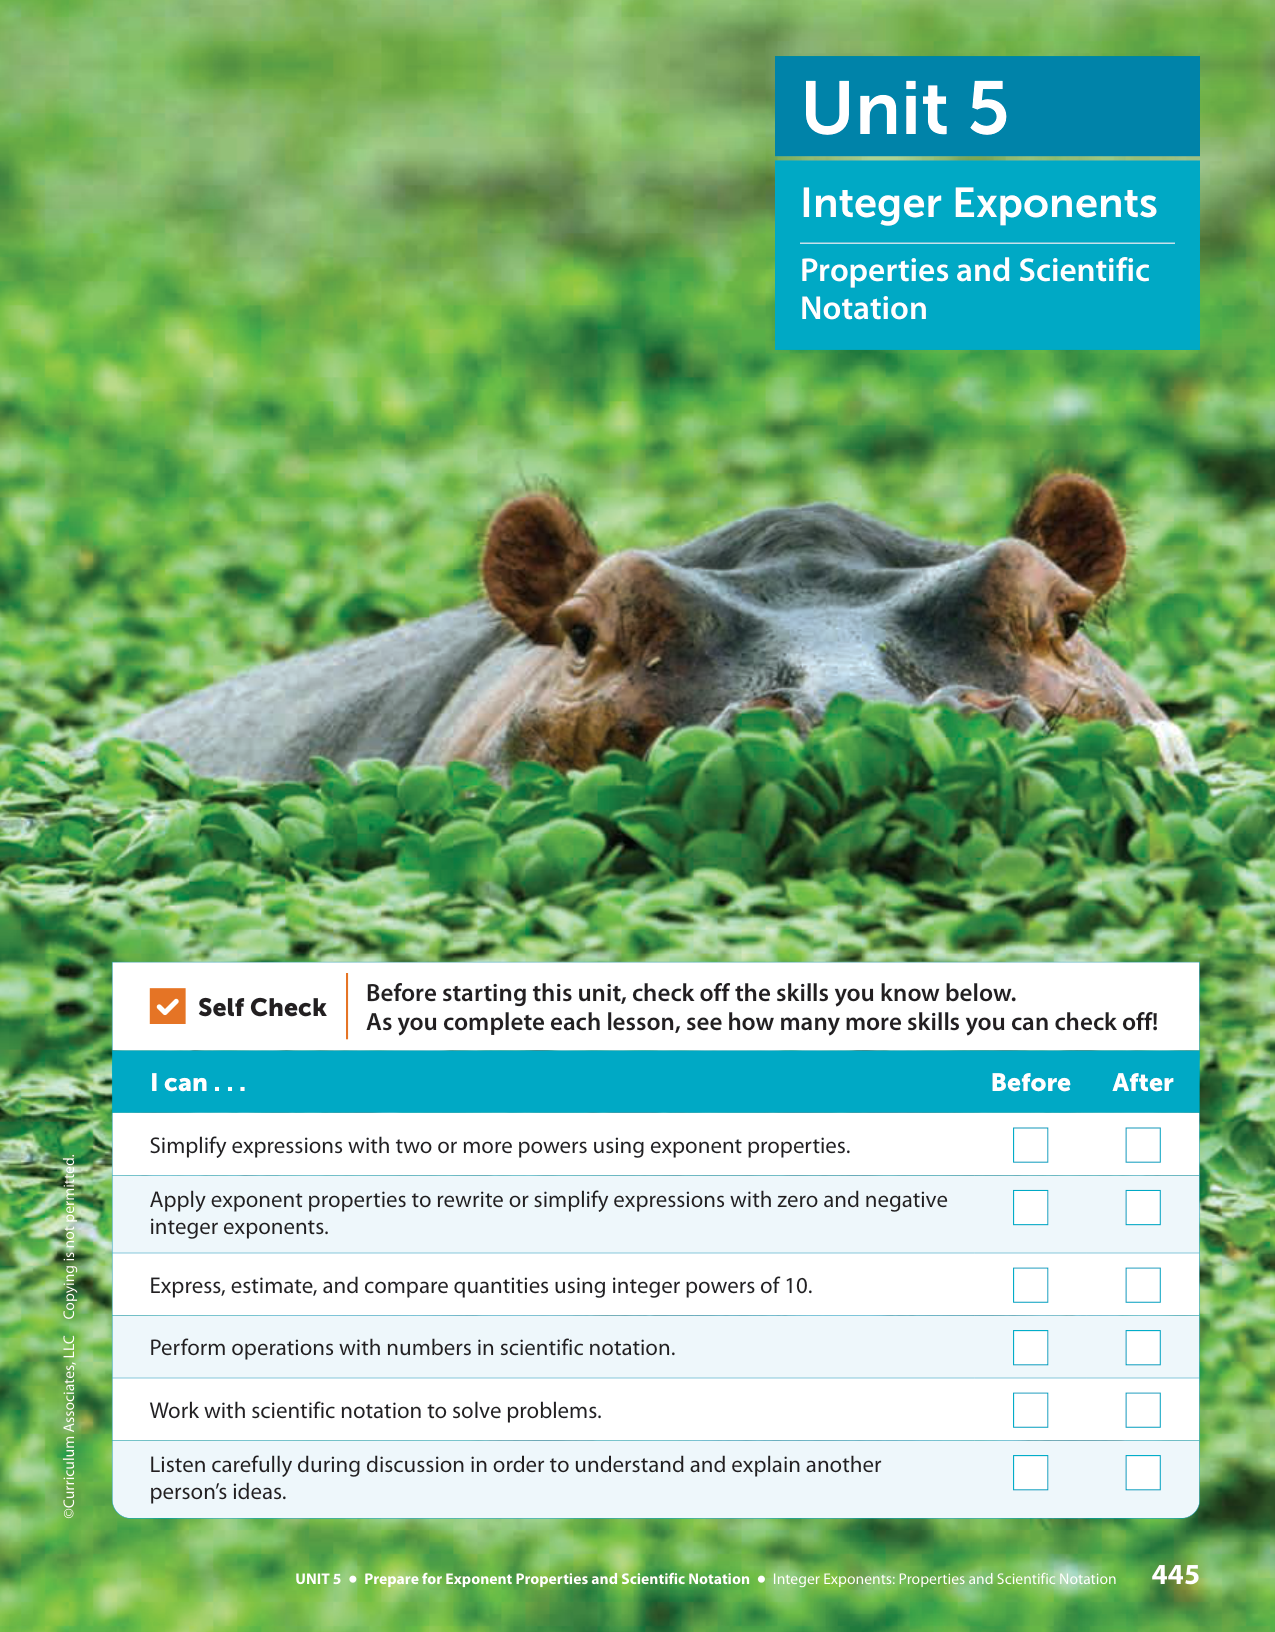 Unit 5
Integer Exponents
Properties and Scientific
Notation
Self Check
Before starting this unit, check off the skills you know below.
As you complete each lesson, see how many more skills you can check off!
I can . . .
Before
After
Simplify expressions with two or more powers using exponent properties.
Apply exponent properties to rewrite or simplify expressions with zero and negative
integer exponents.
Express, estimate, and compare quantities using integer powers of 10.
Perform operations with numbers in scientific notation.
Work with scientific notation to solve problems.
Listen carefully during discussion in order to understand and explain another
person’s ideas.
©Curriculum Associates, LLC Copying is not permitted.
UNIT 5 ● Prepare for Exponent Properties and Scientific Notation ● Integer Exponents: Properties and Scientific Notation 445